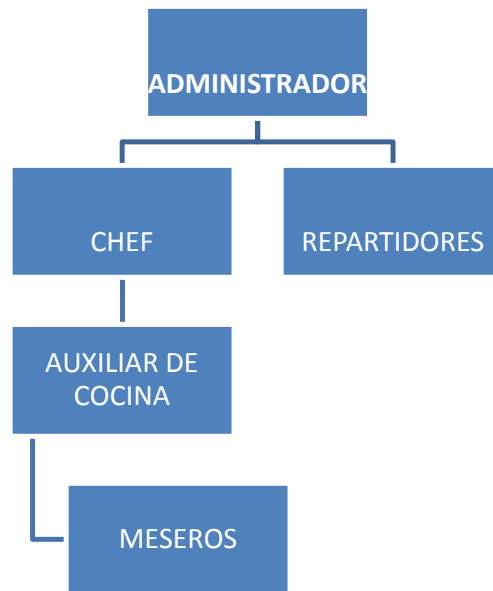 ADMINISTRADOR
CHEF
REPARTIDORES
AUXILIAR DE
COCINA
MESEROS